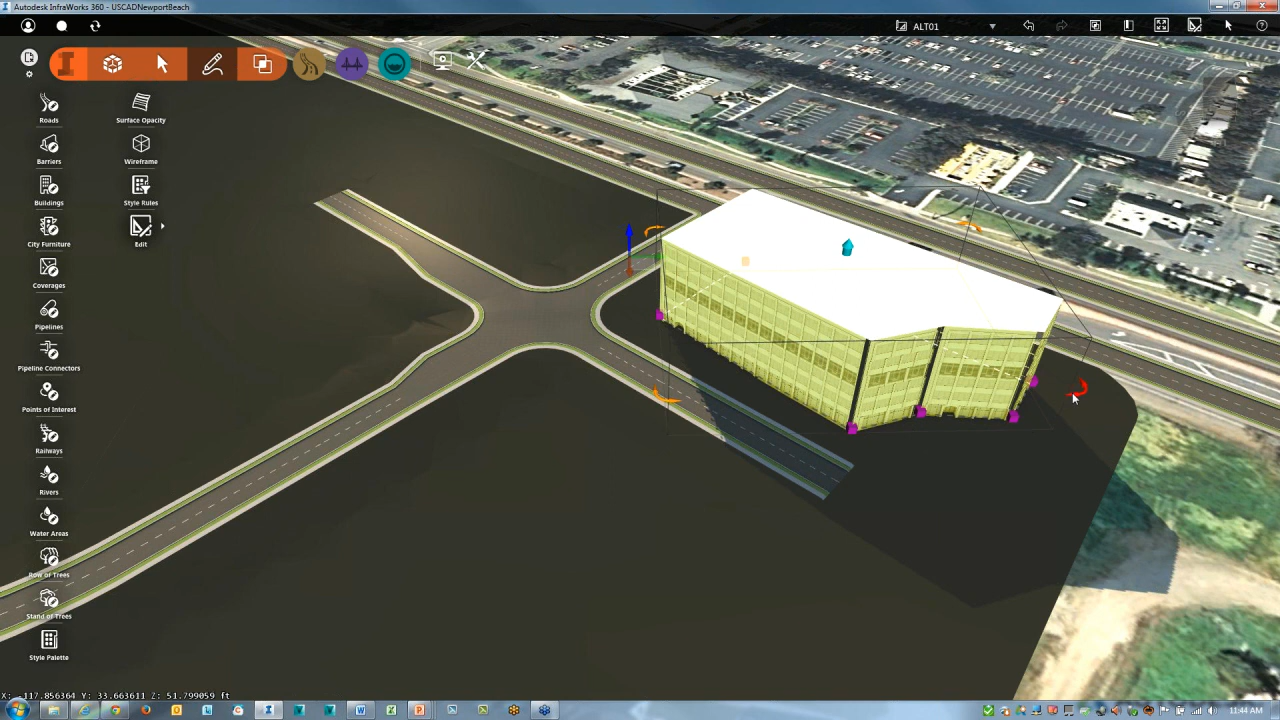 Autodesk InfraWorks 360 - USCADNewportBeach
ALT01
Roads
Surface Opacity
Barriers
Wireframe
Buildings
Style Rules
City Furniture
Edit
Coverages
Pipelines
Pipeline Connectors
Points of Interest
Railways
Rivers
Water Areas
Row of Trees
Stand of Trees
Style Palette
X: -117.856364 Y: 33.663611 Z: 51.799059 ft
11:44 AM